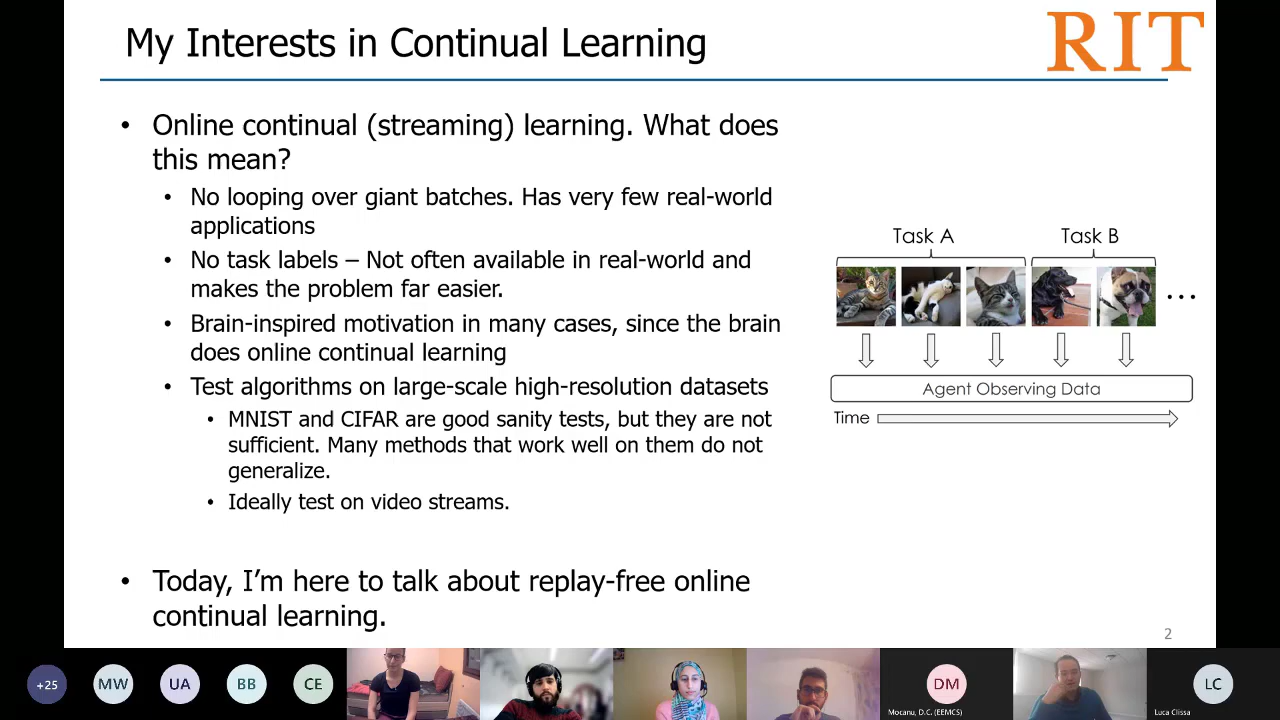 My Interests in Continual Learning
RIT
• Online continual (streaming) learning. What does
this mean?
• No looping over giant batches. Has very few real-world
applications
• No task labels – Not often available in real-world and
makes the problem far easier.
• Brain-inspired motivation in many cases, since the brain
does online continual learning
• Test algorithms on large-scale high-resolution datasets
• MNIST and CIFAR are good sanity tests, but they are not
sufficient. Many methods that work well on them do not
generalize.
• Ideally test on video streams.
• Today, I'm here to talk about replay-free online
continual learning.
Task A
Task B
...
Agent Observing Data
Time
2
+25
MW
UA
BB
CE
DM
Mocanu, D.C. (EEMCS)
LC
Luca Clissa